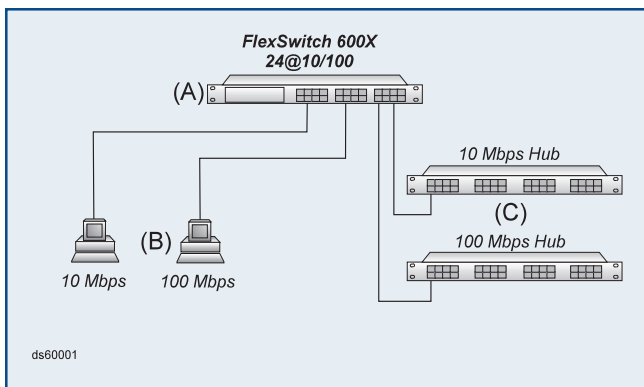 FlexSwitch 600X
24@10/100
(A)
10 Mbps Hub
(B)
(C)
10 Mbps
100 Mbps
100 Mbps Hub
ds60001